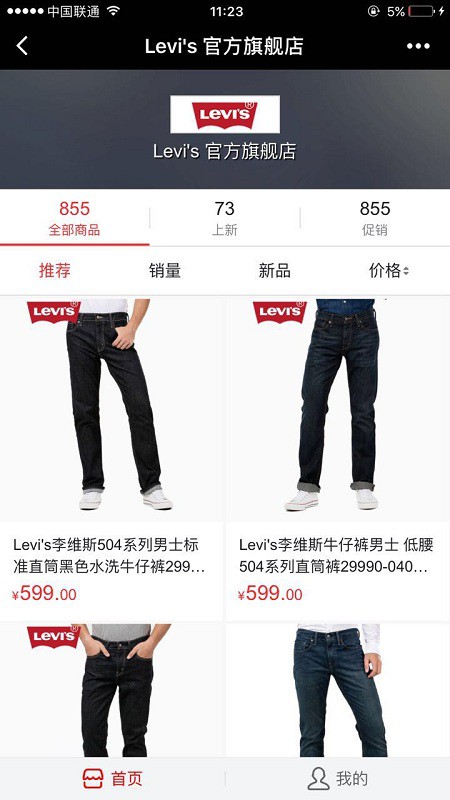 中国联通
11:23
5%
Levi's 官方旗舰店
LEVI'S®
Levi's 官方旗舰店
855
73
855
全部商品
上新
促销
推荐
销量
新品
价格
LEVI'S®
LEVI'S®
Levi's李维斯504系列男士标
准直筒黑色水洗牛仔裤299...
¥599.00
Levi's李维斯牛仔裤男士 低腰
504系列直筒裤29990-040...
¥599.00
LEVI'S®
首页
我的